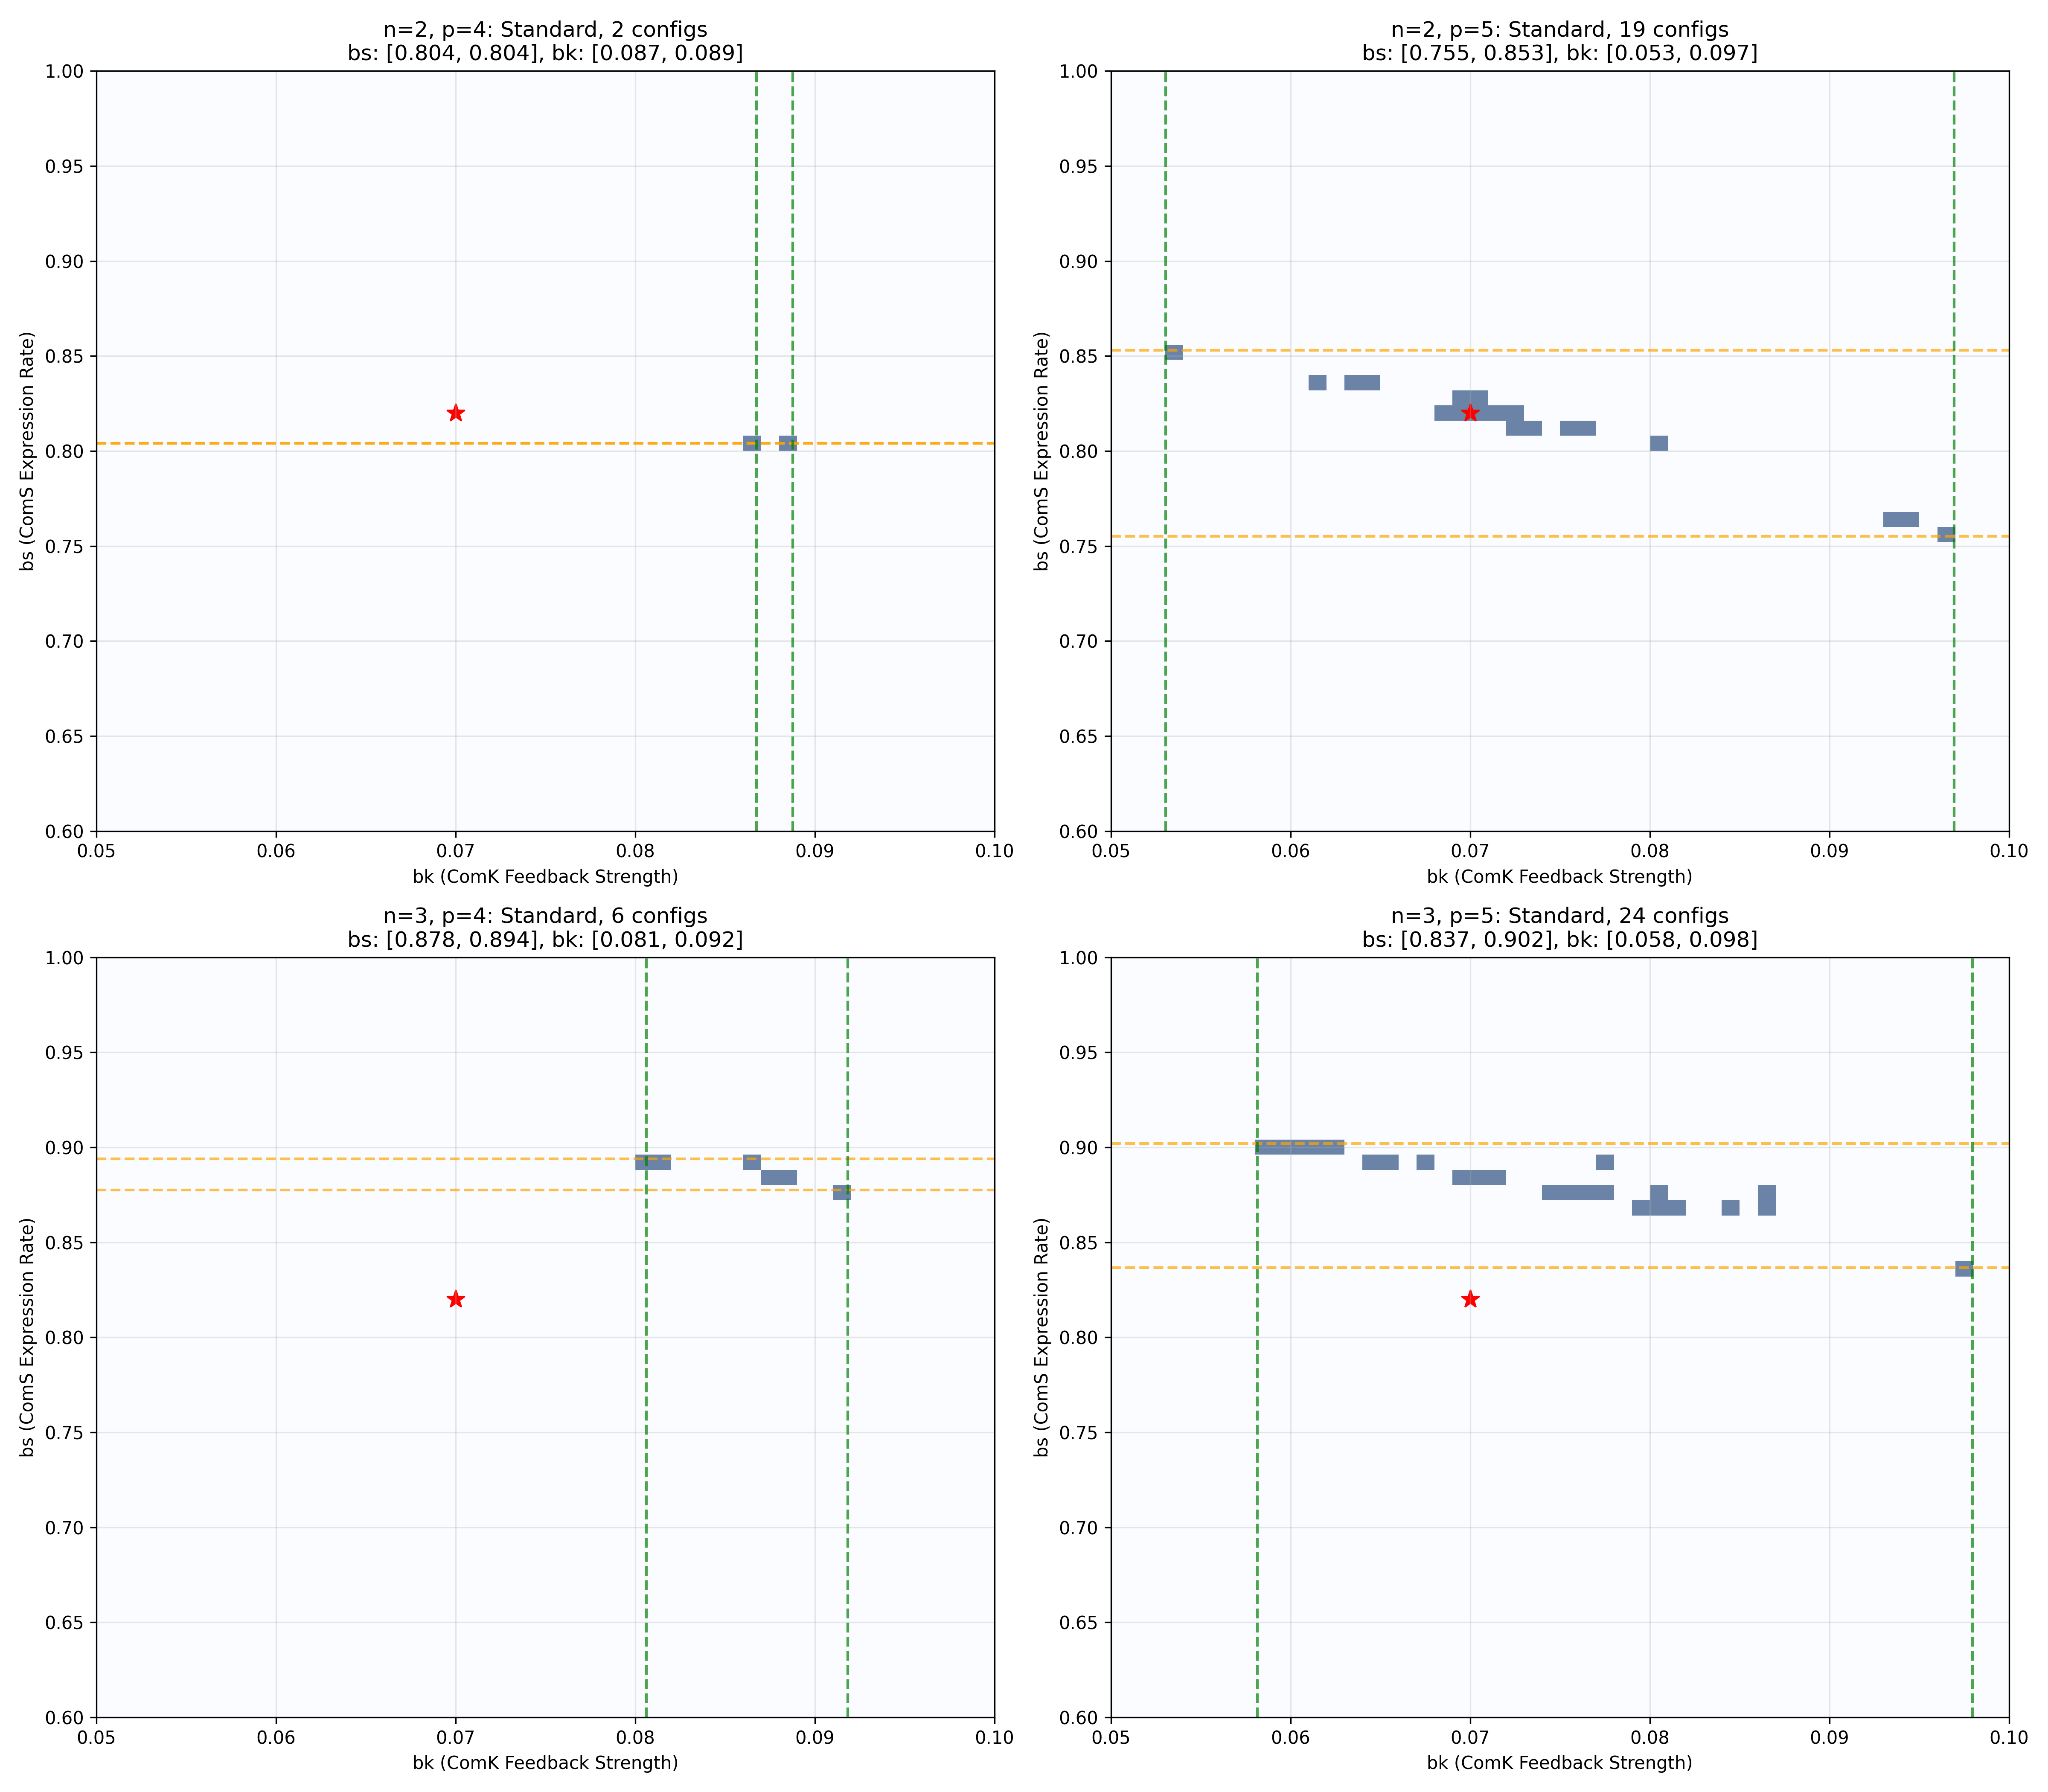 n=2, p=4: Standard, 2 configs
bs: [0.804, 0.804], bk: [0.087, 0.089]
1.00
0.95
0.90
0.85
0.80
0.75
0.70
0.65
0.60
bs (ComS Expression Rate)
0.05 0.06 0.07 0.08 0.09 0.10
bk (ComK Feedback Strength)
n=2, p=5: Standard, 19 configs
bs: [0.755, 0.853], bk: [0.053, 0.097]
1.00
0.95
0.90
0.85
0.80
0.75
0.70
0.65
0.60
bs (ComS Expression Rate)
0.05 0.06 0.07 0.08 0.09 0.10
bk (ComK Feedback Strength)
n=3, p=4: Standard, 6 configs
bs: [0.878, 0.894], bk: [0.081, 0.092]
1.00
0.95
0.90
0.85
0.80
0.75
0.70
0.65
0.60
bs (ComS Expression Rate)
0.05 0.06 0.07 0.08 0.09 0.10
bk (ComK Feedback Strength)
n=3, p=5: Standard, 24 configs
bs: [0.837, 0.902], bk: [0.058, 0.098]
1.00
0.95
0.90
0.85
0.80
0.75
0.70
0.65
0.60
bs (ComS Expression Rate)
0.05 0.06 0.07 0.08 0.09 0.10
bk (ComK Feedback Strength)